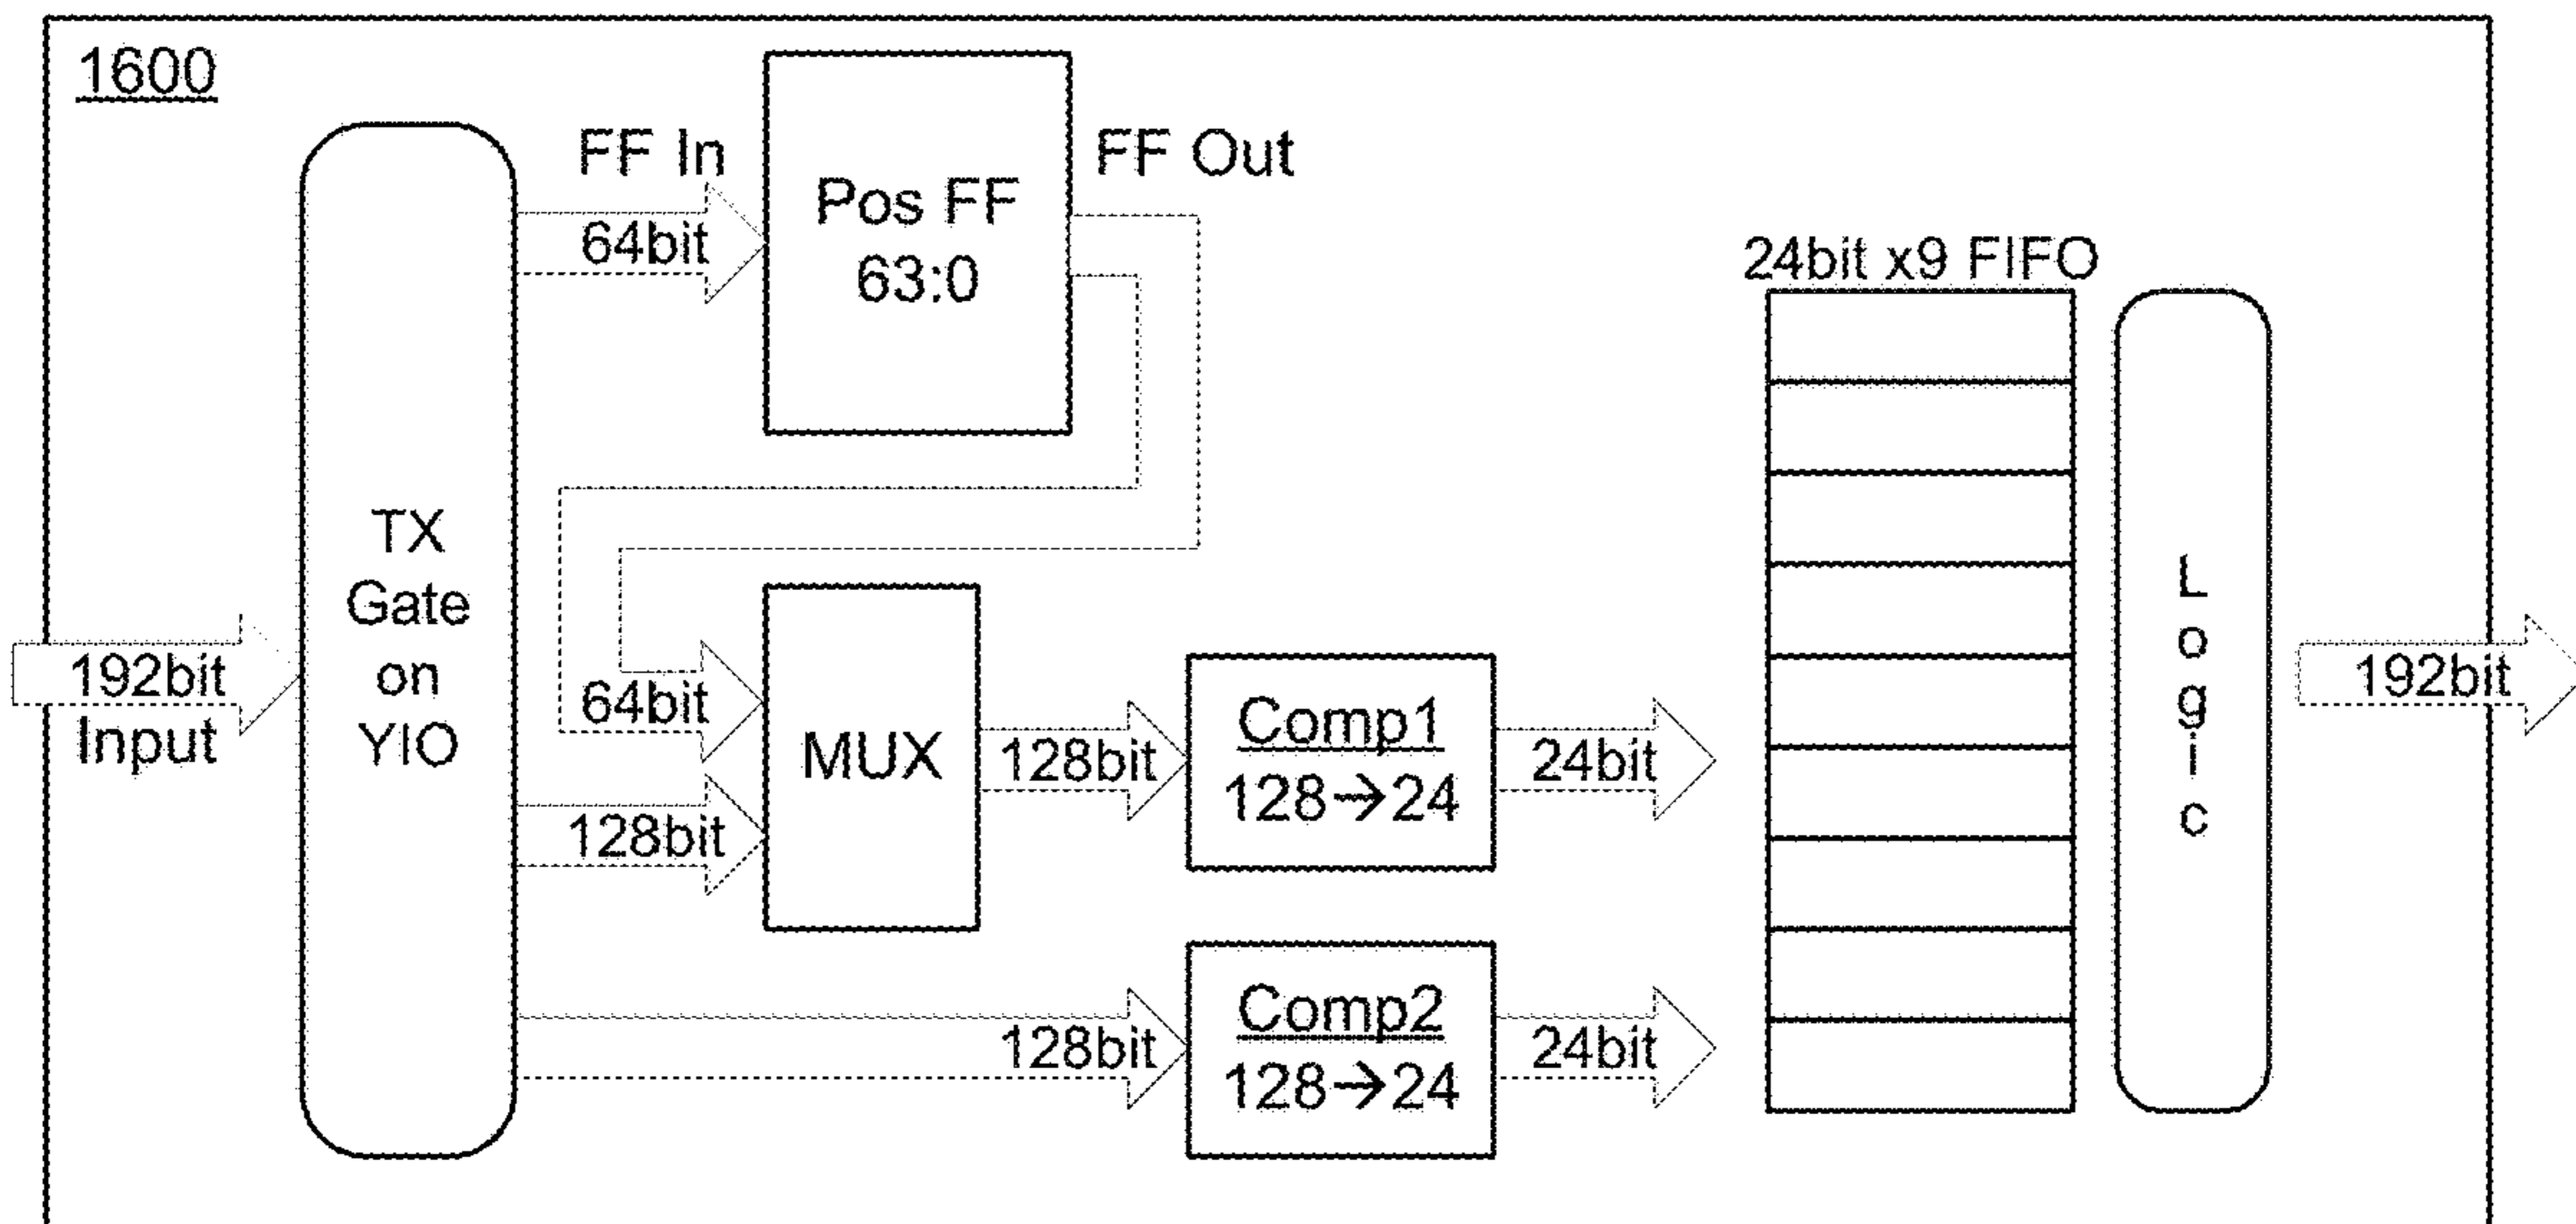 1600
FF In
64bit
Pos FF
63:0
FF Out
TX
Gate
on
YIO
192bit
Input
64bit
128bit
MUX
128bit
Comp1
128→24
24bit
128bit
Comp2
128→24
24bit
24bit x9 FIFO
L
o
g
i
c
192bit